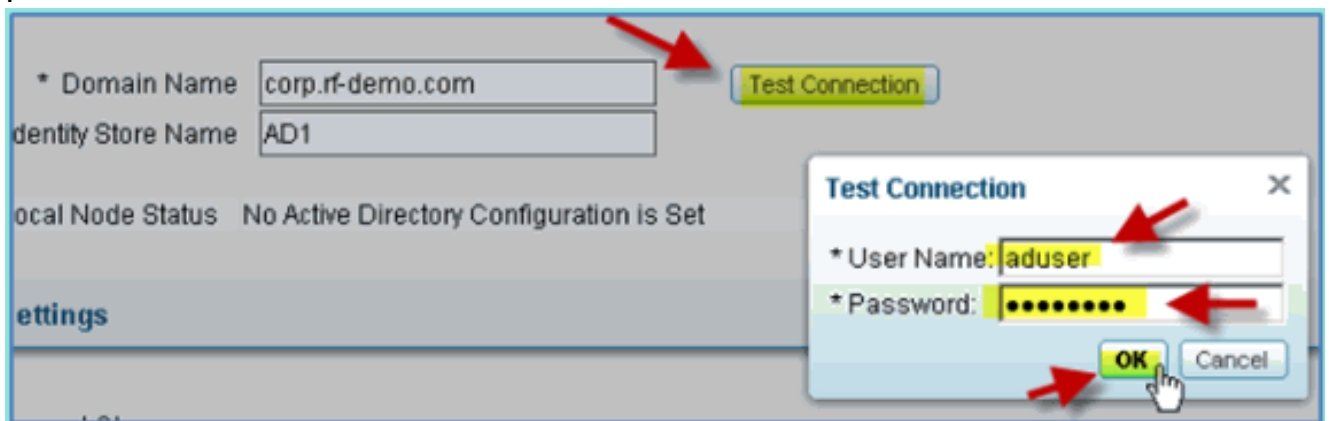 * Domain Name corp.rf-demo.com Test Connection
dentity Store Name AD1
ocal Node Status No Active Directory Configuration is Set
ettings
Test Connection ×
* User Name: aduser
* Password: ••••••••
OK Cancel